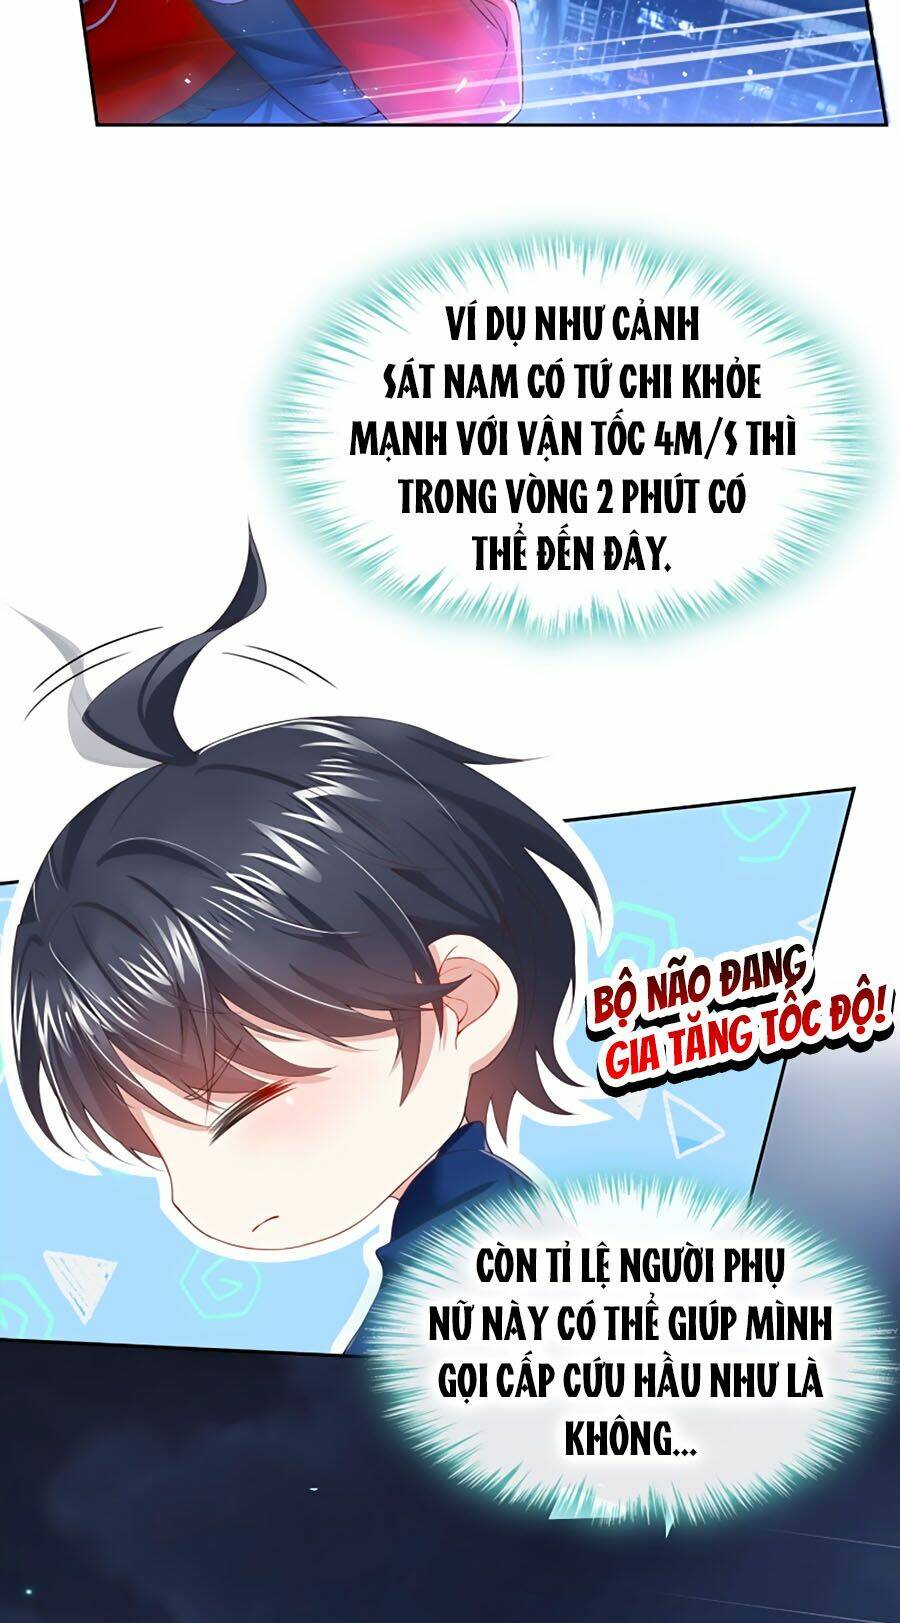 VÍ DỤ NHƯ CẢNH
SÁT NAM CÓ TỨ CHI KHỎE
MẠNH VỚI VẬN TỐC 4M/S THÌ
TRONG VÒNG 2 PHÚT CÓ
THỂ ĐẾN ĐÂY.
BỘ NÃO ĐANG
GIA TĂNG TỐC ĐỘ!
CÒN TỈ LỆ NGƯỜI PHỤ
NỮ NÀY CÓ THỂ GIÚP MÌNH
GỌI CẤP CỨU HẦU NHƯ LÀ
KHÔNG...